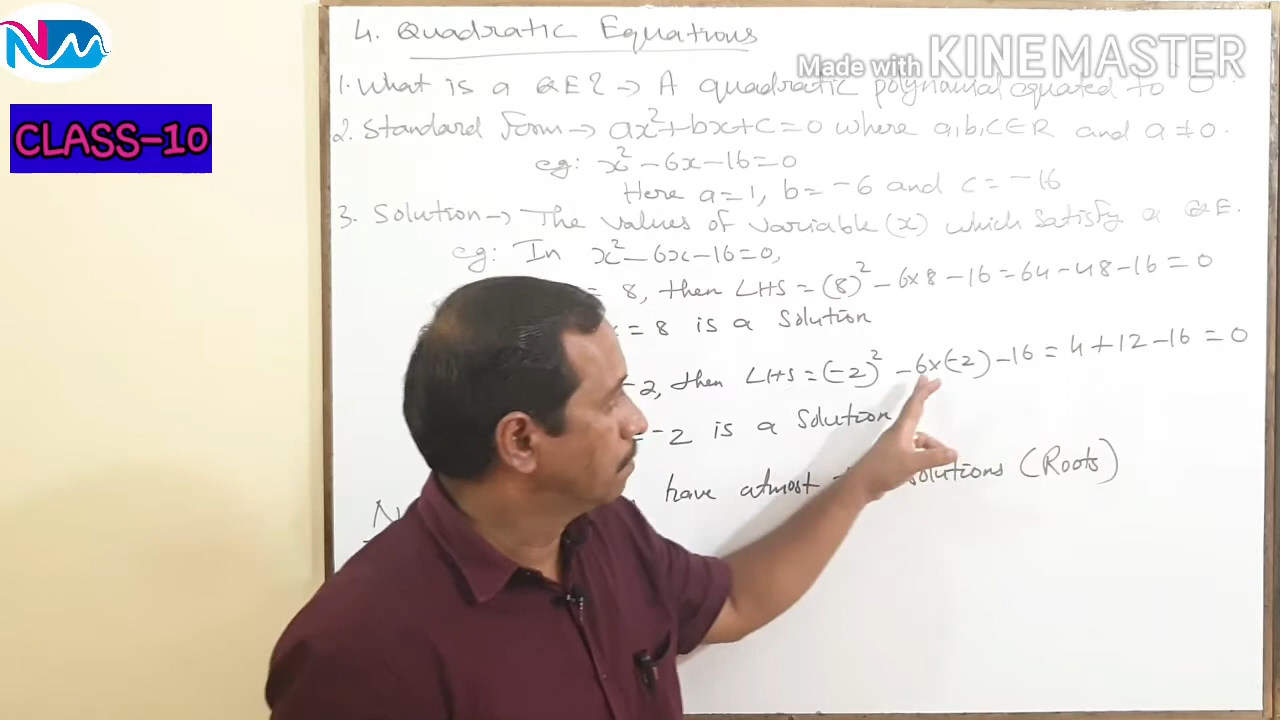 NM
CLASS-10
Made with KINEMASTER
4. Quadratic Equations
1. What is a QE? → A quadratic polynomial equated to 0.
2. Standard form → ax²+bx+c=0 where a,b,c∈R and a≠0.
eg: x²-6x-16=0
Here a=1, b=-6 and c=-16
3. Solution → The values of variable (x) which satisfy a QE.
eg: In x²-6x-16=0,
= 8, then LHS = (8)² - 6×8 - 16 = 64 - 48 - 16 = 0
x = 8 is a solution
-2, then LHS = (-2)² - 6×(-2) - 16 = 4 + 12 - 16 = 0
= -2 is a solution
have atmost solutions (Roots)